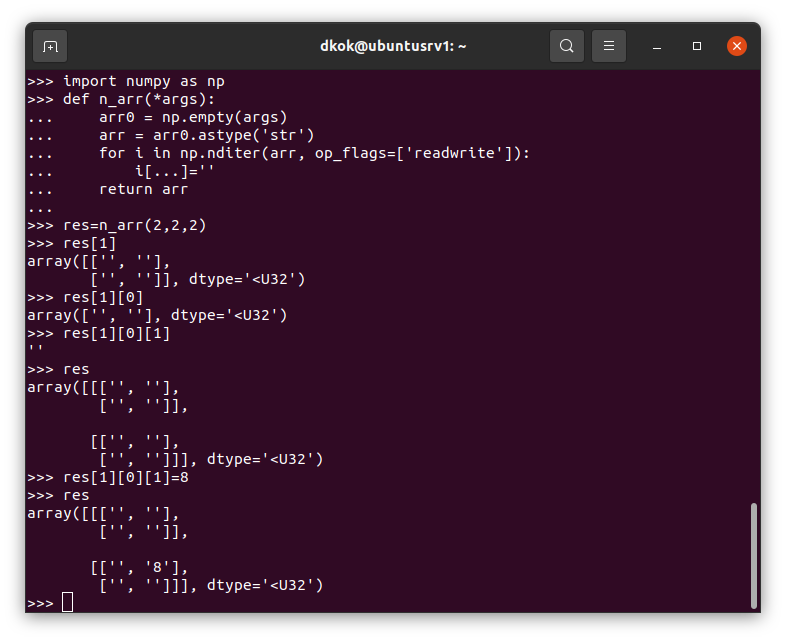 dkok@ubuntusrv1: ~
>>> import numpy as np
>>> def n_arr(*args):
...     arr0 = np.empty(args)
...     arr = arr0.astype('str')
...     for i in np.nditer(arr, op_flags=['readwrite']):
...         i[...]=''
...     return arr
...
>>> res=n_arr(2,2,2)
>>> res[1]
array([['', ''],
       ['', '']], dtype='<U32')
>>> res[1][0]
array(['', ''], dtype='<U32')
>>> res[1][0][1]
''
>>> res
array([[['', ''],
        ['', '']],

       [['', ''],
        ['', '']]], dtype='<U32')
>>> res[1][0][1]=8
>>> res
array([[['', ''],
        ['', '']],

       [['', '8'],
        ['', '']]], dtype='<U32')
>>>